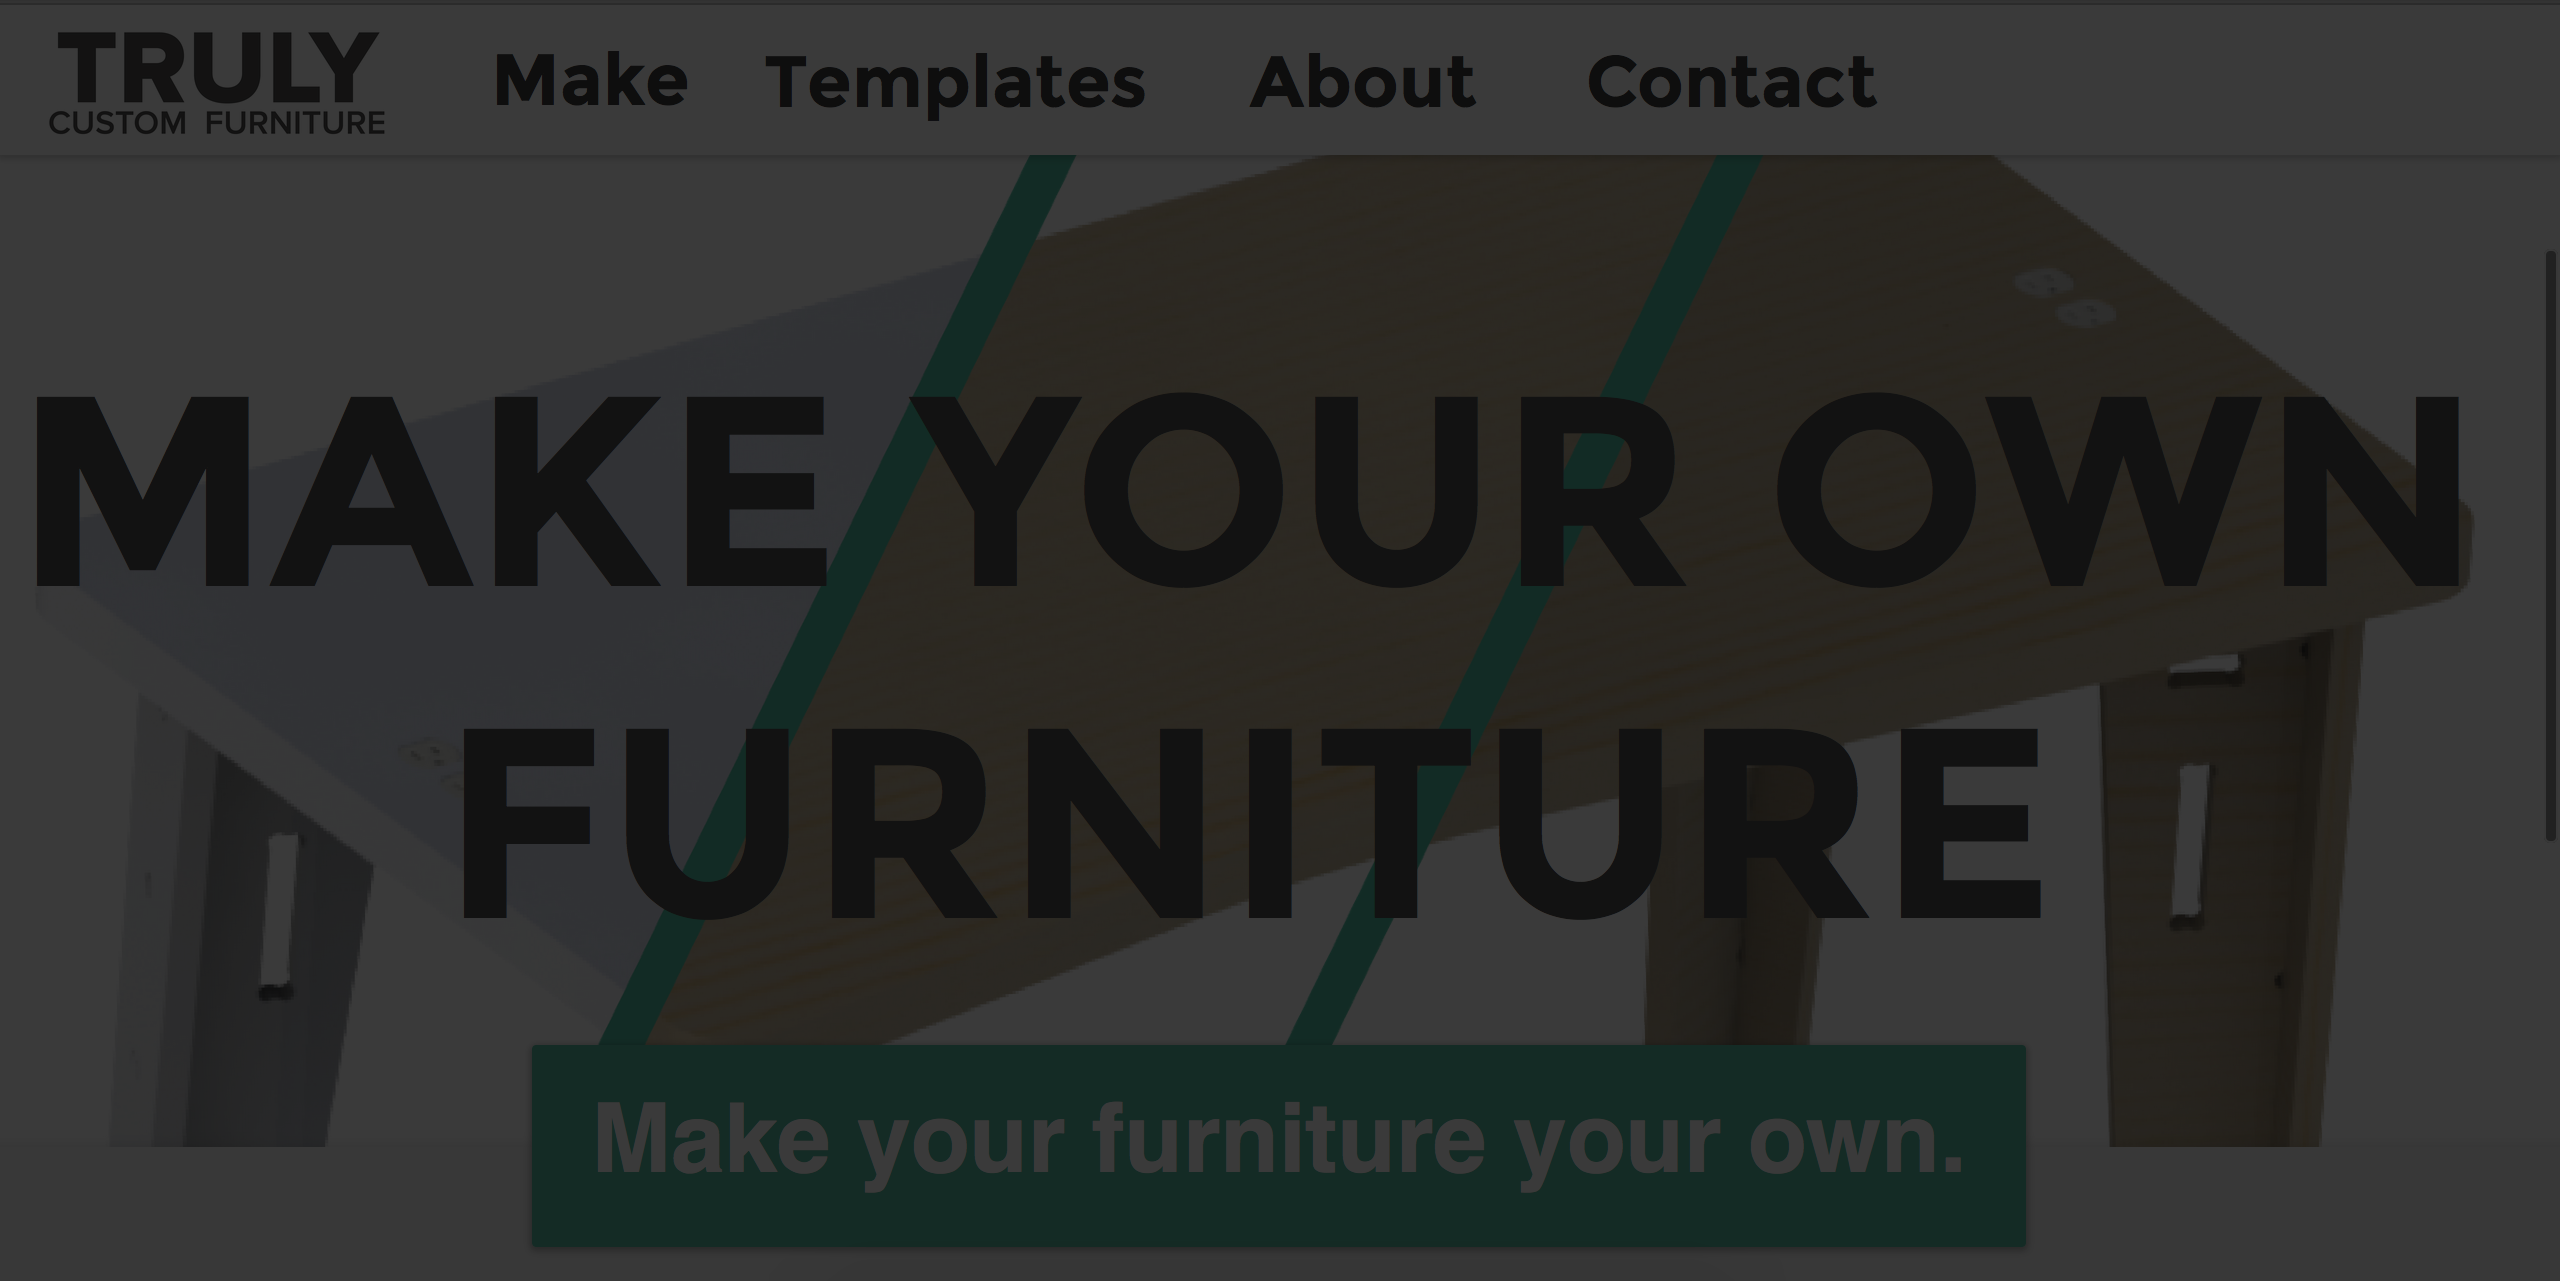 TRULY
CUSTOM FURNITURE
Make Templates About Contact
MAKE YOUR OWN
FURNITURE
Make your furniture your own.